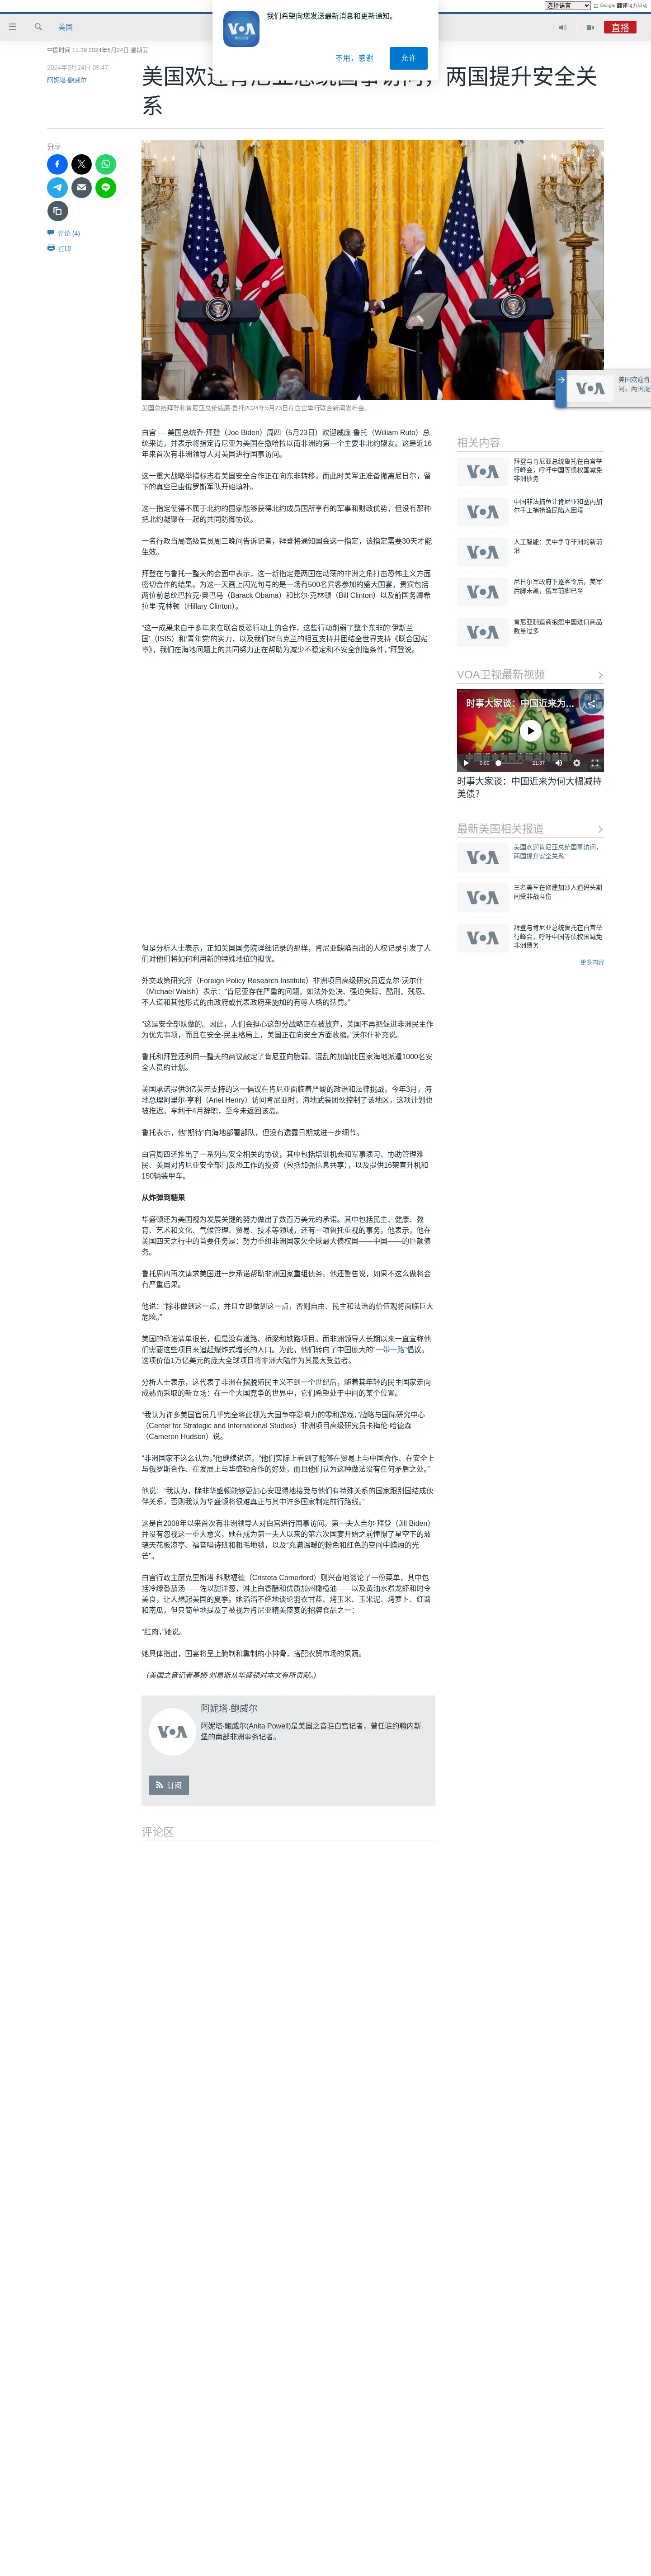 选择语言
由 Google 翻译强力驱动
我们希望向您发送最新消息和更新通知。
不用，感谢
允许
美国
直播
中国时间 11:39 2024年5月24日 星期五
2024年5月24日 09:47
阿妮塔·鲍威尔
美国欢迎肯尼亚总统国事访问，两国提升安全关
系
分享
评论 (4)
打印
美国总统拜登和肯尼亚总统威廉·鲁托2024年5月23日在白宫举行联合新闻发布会。
白宫 — 美国总统乔·拜登（Joe Biden）周四（5月23日）欢迎威廉·鲁托（William Ruto）总
统来访，并表示将指定肯尼亚为美国在撒哈拉以南非洲的第一个主要非北约盟友。这是近16
年来首次有非洲领导人对美国进行国事访问。
这一重大战略举措标志着美国安全合作正在向东非转移，而此时美军正准备撤离尼日尔，留
下的真空已由俄罗斯军队开始填补。
这一指定使得不属于北约的国家能够获得北约成员国所享有的军事和财政优势，但没有那种
把北约凝聚在一起的共同防御协议。
一名行政当局高级官员周三晚间告诉记者，拜登将通知国会这一指定，该指定需要30天才能
生效。
拜登在与鲁托一整天的会面中表示，这一新指定是两国在动荡的非洲之角打击恐怖主义方面
密切合作的结果。为这一天画上闪光句号的是一场有500名宾客参加的盛大国宴，贵宾包括
两位前总统巴拉克·奥巴马（Barack Obama）和比尔·克林顿（Bill Clinton）以及前国务卿希
拉里·克林顿（Hillary Clinton）。
“这一成果来自于多年来在联合反恐行动上的合作，这些行动削弱了整个东非的‘伊斯兰
国’（ISIS）和‘青年党’的实力，以及我们对乌克兰的相互支持并团结全世界支持《联合国宪
章》，我们在海地问题上的共同努力正在帮助为减少不稳定和不安全创造条件，”拜登说。
但是分析人士表示，正如美国国务院详细记录的那样，肯尼亚缺陷百出的人权记录引发了人
们对他们将如何利用新的特殊地位的担忧。
外交政策研究所（Foreign Policy Research Institute）非洲项目高级研究员迈克尔·沃尔什
（Michael Walsh）表示：“肯尼亚存在严重的问题，如法外处决、强迫失踪、酷刑、残忍、
不人道和其他形式的由政府或代表政府来施加的有辱人格的惩罚。”
“这是安全部队做的。因此，人们会担心这部分战略正在被放弃，美国不再把促进非洲民主作
为优先事项，而且在安全-民主格局上，美国正在向安全方面收缩。”沃尔什补充说。
鲁托和拜登还利用一整天的商议敲定了肯尼亚向脆弱、混乱的加勒比国家海地派遣1000名安
全人员的计划。
美国承诺提供3亿美元支持的这一倡议在肯尼亚面临着严峻的政治和法律挑战。今年3月，海
地总理阿里尔·亨利（Ariel Henry）访问肯尼亚时，海地武装团伙控制了该地区，这项计划也
被推迟。亨利于4月辞职，至今未返回该岛。
鲁托表示，他“期待”向海地部署部队，但没有透露日期或进一步细节。
白宫周四还推出了一系列与安全相关的协议，其中包括培训机会和军事演习、协助管理难
民、美国对肯尼亚安全部门反恐工作的投资（包括加强信息共享），以及提供16架直升机和
150辆装甲车。
从炸弹到糖果
华盛顿还为美国视为发展关键的努力做出了数百万美元的承诺。其中包括民主、健康、教
育、艺术和文化、气候管理、贸易、技术等领域，还有一项鲁托重视的事务。他表示，他在
美国四天之行中的首要任务是：努力重组非洲国家欠全球最大债权国——中国——的巨额债
务。
鲁托周四再次请求美国进一步承诺帮助非洲国家重组债务。他还警告说，如果不这么做将会
有严重后果。
他说：“除非做到这一点，并且立即做到这一点，否则自由、民主和法治的价值观将面临巨大
危险。”
美国的承诺清单很长，但是没有道路、桥梁和铁路项目。而非洲领导人长期以来一直宣称他
们需要这些项目来追赶爆炸式增长的人口。为此，他们转向了中国庞大的“一带一路”倡议。
这项价值1万亿美元的庞大全球项目将非洲大陆作为其最大受益者。
分析人士表示，这代表了非洲在摆脱殖民主义不到一个世纪后，随着其年轻的民主国家走向
成熟而采取的新立场：在一个大国竞争的世界中，它们希望处于中间的某个位置。
“我认为许多美国官员几乎完全将此视为大国争夺影响力的零和游戏，”战略与国际研究中心
（Center for Strategic and International Studies）非洲项目高级研究员卡梅伦·哈德森
（Cameron Hudson）说。
“非洲国家不这么认为，”他继续说道。“他们实际上看到了能够在贸易上与中国合作、在安全上
与俄罗斯合作、在发展上与华盛顿合作的好处，而且他们认为这种做法没有任何矛盾之处。”
他说：“我认为，除非华盛顿能够更加心安理得地接受与他们有特殊关系的国家跟别国结成伙
伴关系，否则我认为华盛顿将很难真正与其中许多国家制定前行路线。”
这是自2008年以来首次有非洲领导人对白宫进行国事访问。第一夫人吉尔·拜登（Jill Biden）
并没有忽视这一重大意义，她在成为第一夫人以来的第六次国宴开始之前憧憬了星空下的玻
璃天花板凉亭、福音唱诗班和粗毛地毯，以及“充满温暖的粉色和红色的空间中蜡烛的光
芒”。
白宫行政主厨克里斯塔·科默福德（Cristeta Comerford）则兴奋地谈论了一份菜单，其中包
括冷绿番茄汤——佐以甜洋葱，淋上白香醋和优质加州橄榄油——以及黄油水煮龙虾和时令
美食，让人想起美国的夏季。她滔滔不绝地谈论羽衣甘蓝、烤玉米、玉米泥、烤萝卜、红薯
和南瓜，但只简单地提及了被视为肯尼亚精美盛宴的招牌食品之一：
“红肉，”她说。
她具体指出，国宴将呈上腌制和熏制的小排骨，搭配农贸市场的果蔬。
（美国之音记者基姆·刘易斯从华盛顿对本文有所贡献。)
VOA
阿妮塔·鲍威尔
阿妮塔·鲍威尔(Anita Powell)是美国之音驻白宫记者，曾任驻约翰内斯
堡的南部非洲事务记者。
订阅
评论区
美国欢迎肯
问，两国提
相关内容
拜登与肯尼亚总统鲁托在白宫举
行峰会，呼吁中国等债权国减免
非洲债务
中国非法捕鱼让肯尼亚和塞内加
尔手工捕捞渔民陷入困境
人工智能：美中争夺非洲的新前
沿
尼日尔军政府下逐客令后，美军
后脚未离，俄军前脚已至
肯尼亚制造商抱怨中国进口商品
数量过多
VOA卫视最新视频
时事大家谈：中国近来为...
0:00
21:37
时事大家谈：中国近来为何大幅减持
美债？
最新美国相关报道
美国欢迎肯尼亚总统国事访问，
两国提升安全关系
三名美军在修建加沙人道码头期
间受非战斗伤
拜登与肯尼亚总统鲁托在白宫举
行峰会，呼吁中国等债权国减免
非洲债务
更多内容